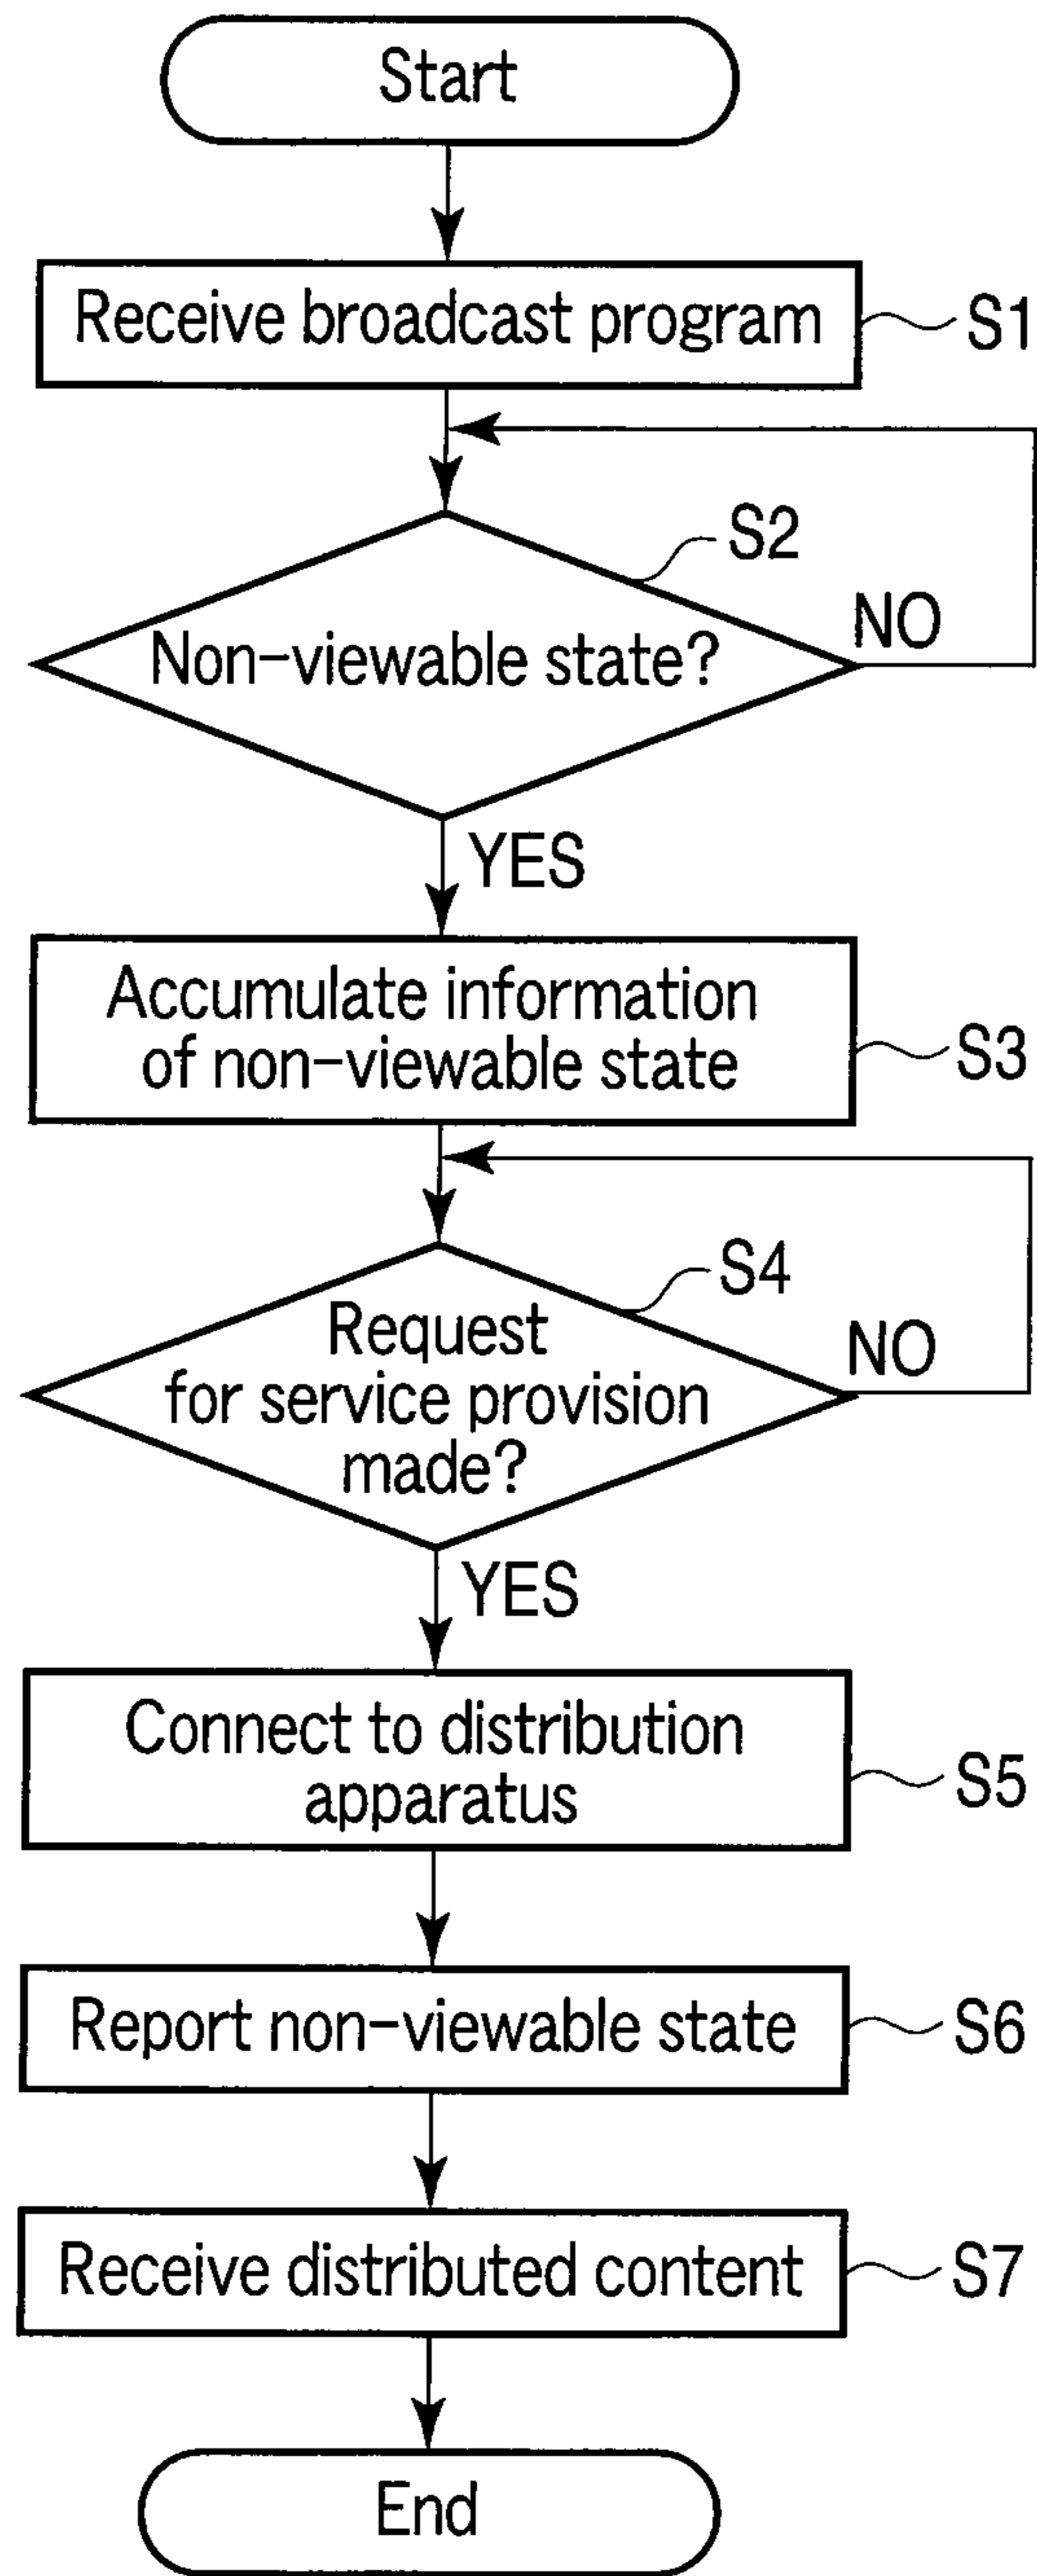 Start
Receive broadcast program
S1
S2
Non-viewable state?
NO
YES
Accumulate information
of non-viewable state
S3
S4
Request
for service provision
made?
NO
YES
Connect to distribution
apparatus
S5
Report non-viewable state
S6
Receive distributed content
S7
End